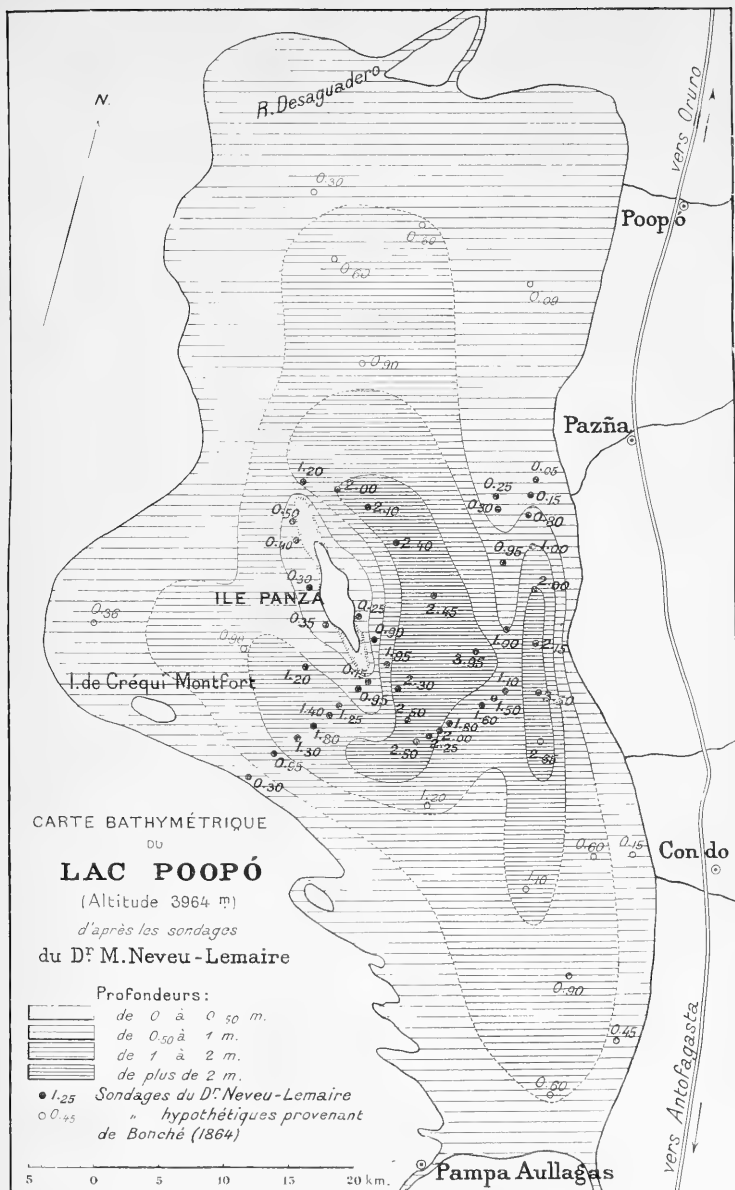 N.
R. Desaguadero
vers Oruro
Poopó
0.30
0.60
0.60
0.09
0.90
Pazña
1.20
2.00
2.10
0.50
0.40
2.40
0.25
0.05
0.15
0.50
0.80
0.95
1.00
2.00
0.30
ILE PANZA
0.25
2.45
0.36
0.35
0.90
1.00
2.15
0.90
1.95
3.95
1.20
I. de Créqui Montfort
0.95
2.30
1.10
3.50
1.40
1.25
2.50
1.50
1.60
1.80
1.80
2.00
1.30
2.25
2.50
0.95
0.30
1.20
CARTE BATHYMÉTRIQUE
DU
LAC POOPÓ
(Altitude 3964 m)
d'après les sondages
du Dr. M. Neveu-Lemaire
0.60
0.15
Condo
1.10
0.90
0.45
0.60
Profondeurs:
de 0 à 0.50 m.
de 0.50 à 1 m.
de 1 à 2 m.
de plus de 2 m.
1.25 Sondages du Dr. Neveu-Lemaire
0.45 " hypothétiques provenant
de Bonché (1864)
vers Antofagasta
5 0 5 10 15 20 km.
Pampa Aullagas